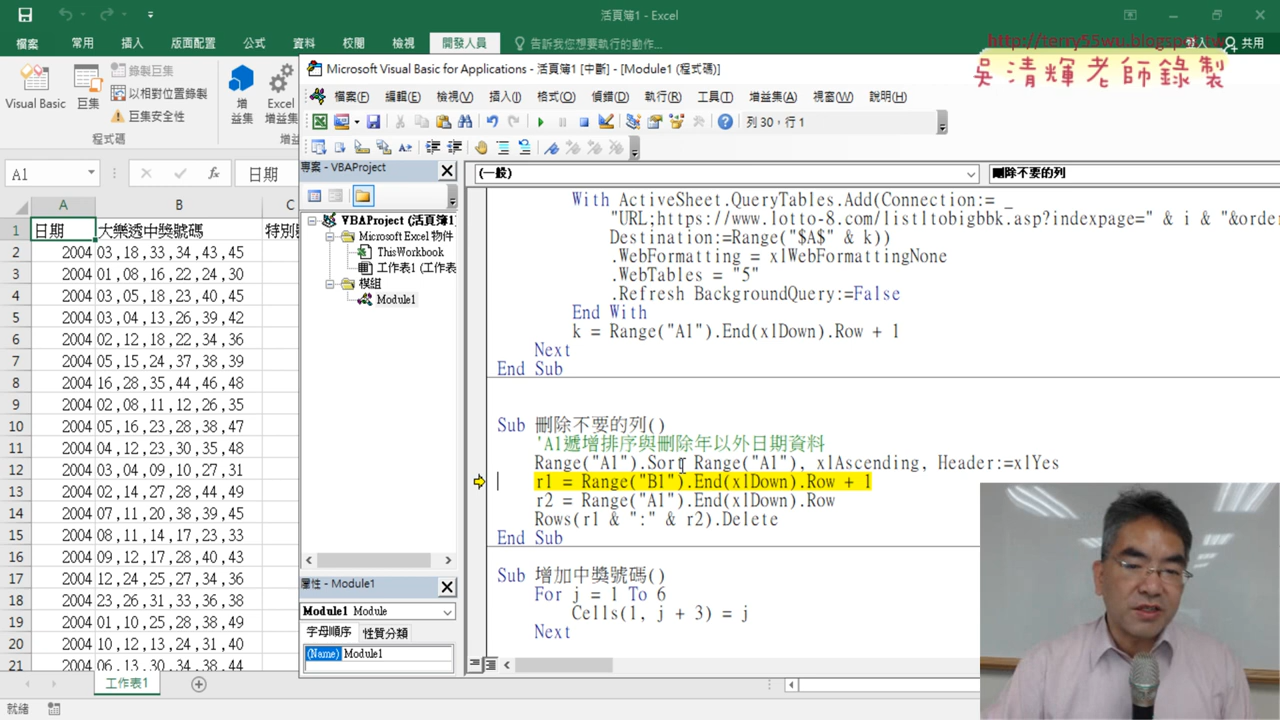 活頁簿1 - Excel
http://terry55wu.blogspot.tw
吳清輝老師錄製
檔案 常用 插入 版面配置 公式 資料 校閱 檢視 開發人員 告訴我您想要執行的動作... 登入 共用
Visual Basic 巨集 錄製巨集 以相對位置錄製 巨集安全性 增益集 Excel 增益集
程式碼
A1 fx 日期
A B C
1 日期 大樂透中獎號碼
2 2004 03,18,33,34,43,45
3 2004 01,08,16,22,24,30
4 2004 03,05,18,23,40,45
5 2004 03,04,13,26,39,42
6 2004 02,12,18,22,34,36
7 2004 05,15,24,37,38,39
8 2004 16,28,35,44,46,48
9 2004 02,08,11,12,26,35
10 2004 05,16,23,28,38,47
11 2004 04,12,23,30,35,48
12 2004 03,04,09,10,27,31
13 2004 02,14,27,28,29,30
14 2004 07,11,20,38,39,45
15 2004 08,11,14,17,23,33
16 2004 09,12,17,28,40,43
17 2004 12,24,25,27,34,36
18 2004 23,26,31,33,36,38
19 2004 01,10,25,28,38,49
20 2004 10,12,13,24,31,40
21 2004 06,13,30,34,38,44
工作表1
就緒
Microsoft Visual Basic for Applications - 活頁簿1 [中斷] - [Module1 (程式碼)]
檔案(F) 編輯(E) 檢視(V) 插入(I) 格式(O) 偵錯(D) 執行(R) 工具(T) 增益集(A) 視窗(W) 說明(H)
列 30，行 1
專案 - VBAProject
VBAProject (活頁簿1
Microsoft Excel 物件
ThisWorkbook
工作表1 (工作表
模組
Module1
屬性 - Module1
Module1 Module
字母順序 性質分類
(Name) Module1
(一般) 刪除不要的列
With ActiveSheet.QueryTables.Add(Connection:= _
"URL;https://www.lotto-8.com/listltobigbbk.asp?indexpage=" & i & "&order
Destination:=Range("$A$" & k))
.WebFormatting = xlWebFormattingNone
.WebTables = "5"
.Refresh BackgroundQuery:=False
End With
k = Range("A1").End(xlDown).Row + 1
Next
End Sub
Sub 刪除不要的列()
'A1遞增排序與刪除年以外日期資料
Range("A1").Sort Range("A1"), xlAscending, Header:=xlYes
r1 = Range("B1").End(xlDown).Row + 1
r2 = Range("A1").End(xlDown).Row
Rows(r1 & ":" & r2).Delete
End Sub
Sub 增加中獎號碼()
For j = 1 To 6
Cells(1, j + 3) = j
Next